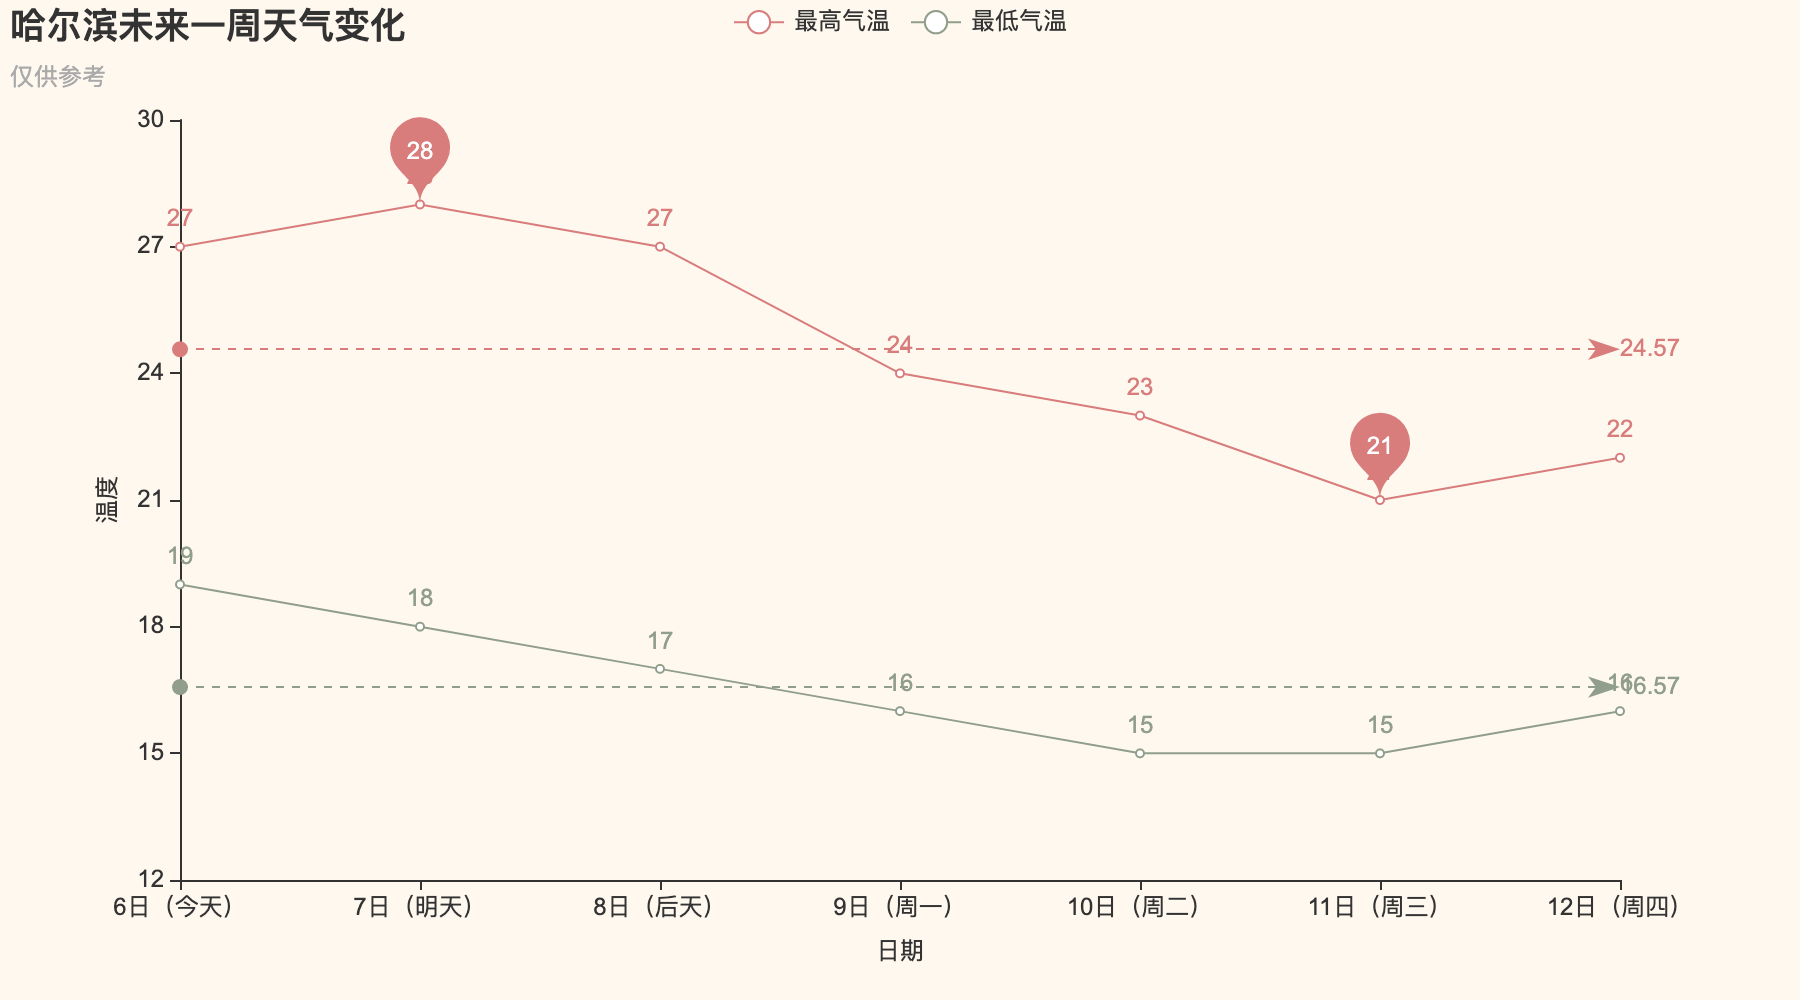 哈尔滨未来一周天气变化
仅供参考
最高气温
最低气温
温度
30
27
24
21
18
15
12
27
28
27
24
23
21
22
24.57
19
18
17
16
15
15
16
16.57
6日（今天）
7日（明天）
8日（后天）
9日（周一）
10日（周二）
11日（周三）
12日（周四）
日期